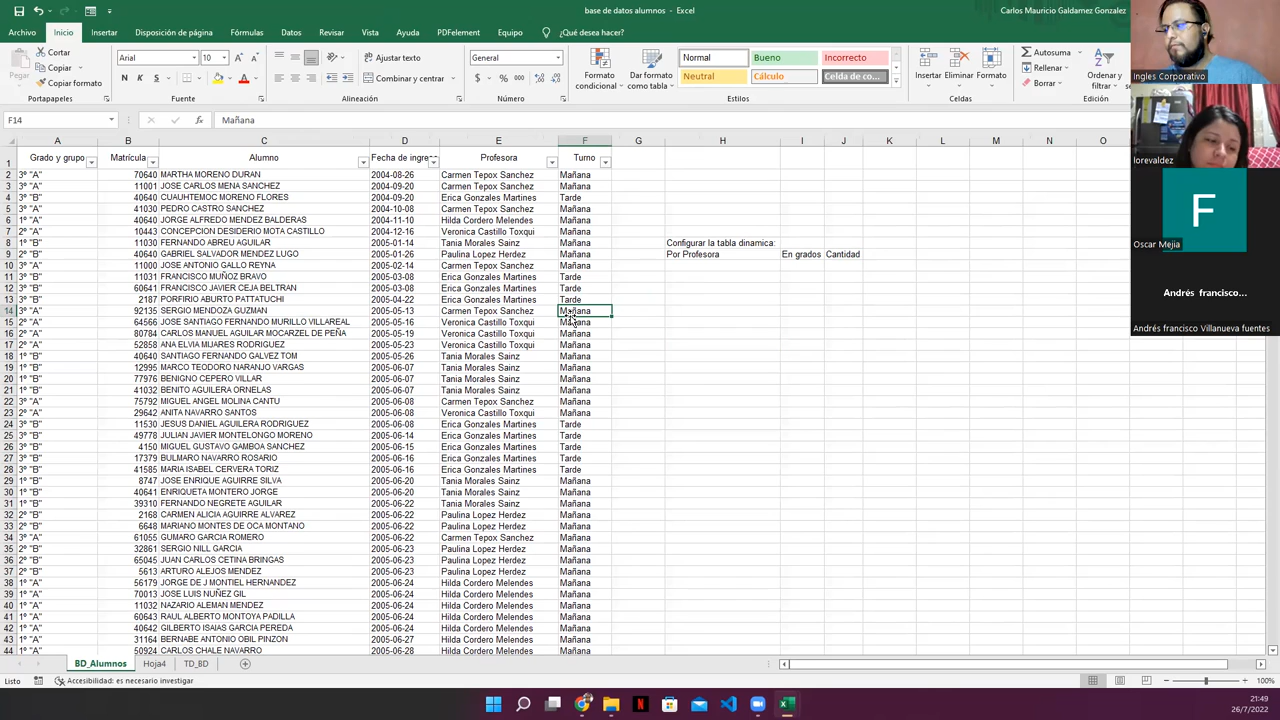 base de datos alumnos - Excel
Carlos Mauricio Galdamez Gonzalez
Archivo Inicio Insertar Disposición de página Fórmulas Datos Revisar Vista Ayuda PDFelement Equipo ¿Qué desea hacer?
Pegar
Cortar
Copiar
Copiar formato
Portapapeles
Arial 10
N K S
Fuente
Ajustar texto
Combinar y centrar
Alineación
General
Número
Formato condicional
Dar formato como tabla
Normal Bueno Incorrecto
Neutral Cálculo Celda de co...
Estilos
Insertar Eliminar Formato
Celdas
Autosuma
Rellenar
Borrar
Ordenar y filtrar
Edición
Ingles Corporativo
lorevaldez
F
Oscar Mejia
Andrés francisco...
Andrés francisco Villanueva fuentes
F14 fx Mañana
A B C D E F G H I J K L M N O
1 Grado y grupo Matrícula Alumno Fecha de ingres Profesora Turno
2 3º "A" 70640 MARTHA MORENO DURAN 2004-08-26 Carmen Tepox Sanchez Mañana
3 3º "A" 11001 JOSE CARLOS MENA SANCHEZ 2004-09-20 Carmen Tepox Sanchez Mañana
4 3º "B" 40640 CUAUHTEMOC MORENO FLORES 2004-09-20 Erica Gonzales Martines Tarde
5 3º "A" 41030 PEDRO CASTRO SANCHEZ 2004-10-08 Carmen Tepox Sanchez Mañana
6 1º "A" 40640 JORGE ALFREDO MENDEZ BALDERAS 2004-11-10 Hilda Cordero Melendes Mañana
7 2º "A" 10443 CONCEPCION DESIDERIO MOTA CASTILLO 2004-12-16 Veronica Castillo Toxqui Mañana
8 1º "B" 11030 FERNANDO ABREU AGUILAR 2005-01-14 Tania Morales Sainz Mañana Configurar la tabla dinamica:
9 2º "B" 40640 GABRIEL SALVADOR MENDEZ LUGO 2005-01-26 Paulina Lopez Herdez Mañana Por Profesora En grados Cantidad
10 3º "A" 11000 JOSE ANTONIO GALLO REYNA 2005-02-14 Carmen Tepox Sanchez Mañana
11 3º "B" 11031 FRANCISCO MUÑOZ BRAVO 2005-03-08 Erica Gonzales Martines Tarde
12 3º "B" 60641 FRANCISCO JAVIER CEJA BELTRAN 2005-03-08 Erica Gonzales Martines Tarde
13 3º "B" 2187 PORFIRIO ABURTO PATTATUCHI 2005-04-22 Erica Gonzales Martines Tarde
14 3º "A" 92135 SERGIO MENDOZA GUZMAN 2005-05-13 Carmen Tepox Sanchez Mañana
15 2º "A" 64566 JOSE SANTIAGO FERNANDO MURILLO VILLAREAL 2005-05-16 Veronica Castillo Toxqui Mañana
16 2º "A" 80784 CARLOS MANUEL AGUILAR MOCARZEL DE PEÑA 2005-05-19 Veronica Castillo Toxqui Mañana
17 2º "A" 52858 ANA ELVIA MIJARES RODRIGUEZ 2005-05-23 Veronica Castillo Toxqui Mañana
18 1º "B" 40640 SANTIAGO FERNANDO GALVEZ TOM 2005-06-07 Tania Morales Sainz Mañana
19 1º "B" 12995 MARCO TEODORO NARANJO VARGAS 2005-06-07 Tania Morales Sainz Mañana
20 1º "B" 77976 BENIGNO CEPERO VILLAR 2005-06-07 Tania Morales Sainz Mañana
21 1º "B" 41032 BENITO AGUILERA ORNELAS 2005-06-07 Tania Morales Sainz Mañana
22 3º "A" 75792 MIGUEL ANGEL MOLINA CANTU 2005-06-08 Carmen Tepox Sanchez Mañana
23 2º "A" 29642 ANITA NAVARRO SANTOS 2005-06-08 Veronica Castillo Toxqui Mañana
24 3º "B" 11530 JESUS DANIEL AGUILERA RODRIGUEZ 2005-06-08 Erica Gonzales Martines Tarde
25 3º "B" 49778 JULIAN JAVIER MONTELONGO MORENO 2005-06-14 Erica Gonzales Martines Tarde
26 3º "B" 4150 MIGUEL GUSTAVO GAMBOA SANCHEZ 2005-06-15 Erica Gonzales Martines Tarde
27 3º "B" 17379 BULMARO NAVARO ROSARIO 2005-06-16 Erica Gonzales Martines Tarde
28 3º "B" 41585 MARIA ISABEL CERVERA TORIZ 2005-06-16 Erica Gonzales Martines Tarde
29 1º "B" 8747 JOSE ENRIQUE AGUIRRE SILVA 2005-06-20 Tania Morales Sainz Mañana
30 1º "B" 40641 ENRIQUETA MONTERO JORGE 2005-06-22 Tania Morales Sainz Mañana
31 1º "B" 39310 FERNANDO NEGRETE AGUILAR 2005-06-22 Tania Morales Sainz Mañana
32 2º "B" 2168 CARMEN ALICIA AGUIRRE ALVAREZ 2005-06-22 Paulina Lopez Herdez Mañana
33 2º "B" 6648 MARIANO MONTES DE OCA MONTANO 2005-06-22 Paulina Lopez Herdez Mañana
34 3º "A" 61055 GUMARO GARCIA ROMERO 2005-06-22 Carmen Tepox Sanchez Mañana
35 2º "B" 32861 SERGIO NILL GARCIA 2005-06-23 Paulina Lopez Herdez Mañana
36 2º "B" 65045 JUAN CARLOS CETINA BRINGAS 2005-06-23 Paulina Lopez Herdez Mañana
37 2º "B" 5613 ARTURO ALEJOS MENDEZ 2005-06-23 Paulina Lopez Herdez Mañana
38 1º "A" 56179 JORGE DE J MONTIEL HERNANDEZ 2005-06-24 Hilda Cordero Melendes Mañana
39 1º "A" 70013 JOSE LUIS NUÑEZ GIL 2005-06-24 Hilda Cordero Melendes Mañana
40 1º "A" 11032 NAZARIO ALEMAN MENDEZ 2005-06-24 Hilda Cordero Melendes Mañana
41 1º "A" 60643 RAUL ALBERTO MONTOYA PADILLA 2005-06-24 Hilda Cordero Melendes Mañana
42 1º "A" 40642 GILBERTO ISAIAS GARCIA PEREDA 2005-06-24 Hilda Cordero Melendes Mañana
43 1º "A" 31164 BERNABE ANTONIO OBIL PINZON 2005-06-27 Hilda Cordero Melendes Mañana
44 1º "A" 50924 CARLOS CHALE NAVARRO 2005-06-28 Hilda Cordero Melendes Mañana
BD_Alumnos Hoja4 TD_BD
Listo Accesibilidad: es necesario investigar 100%
21:49
26/7/2022